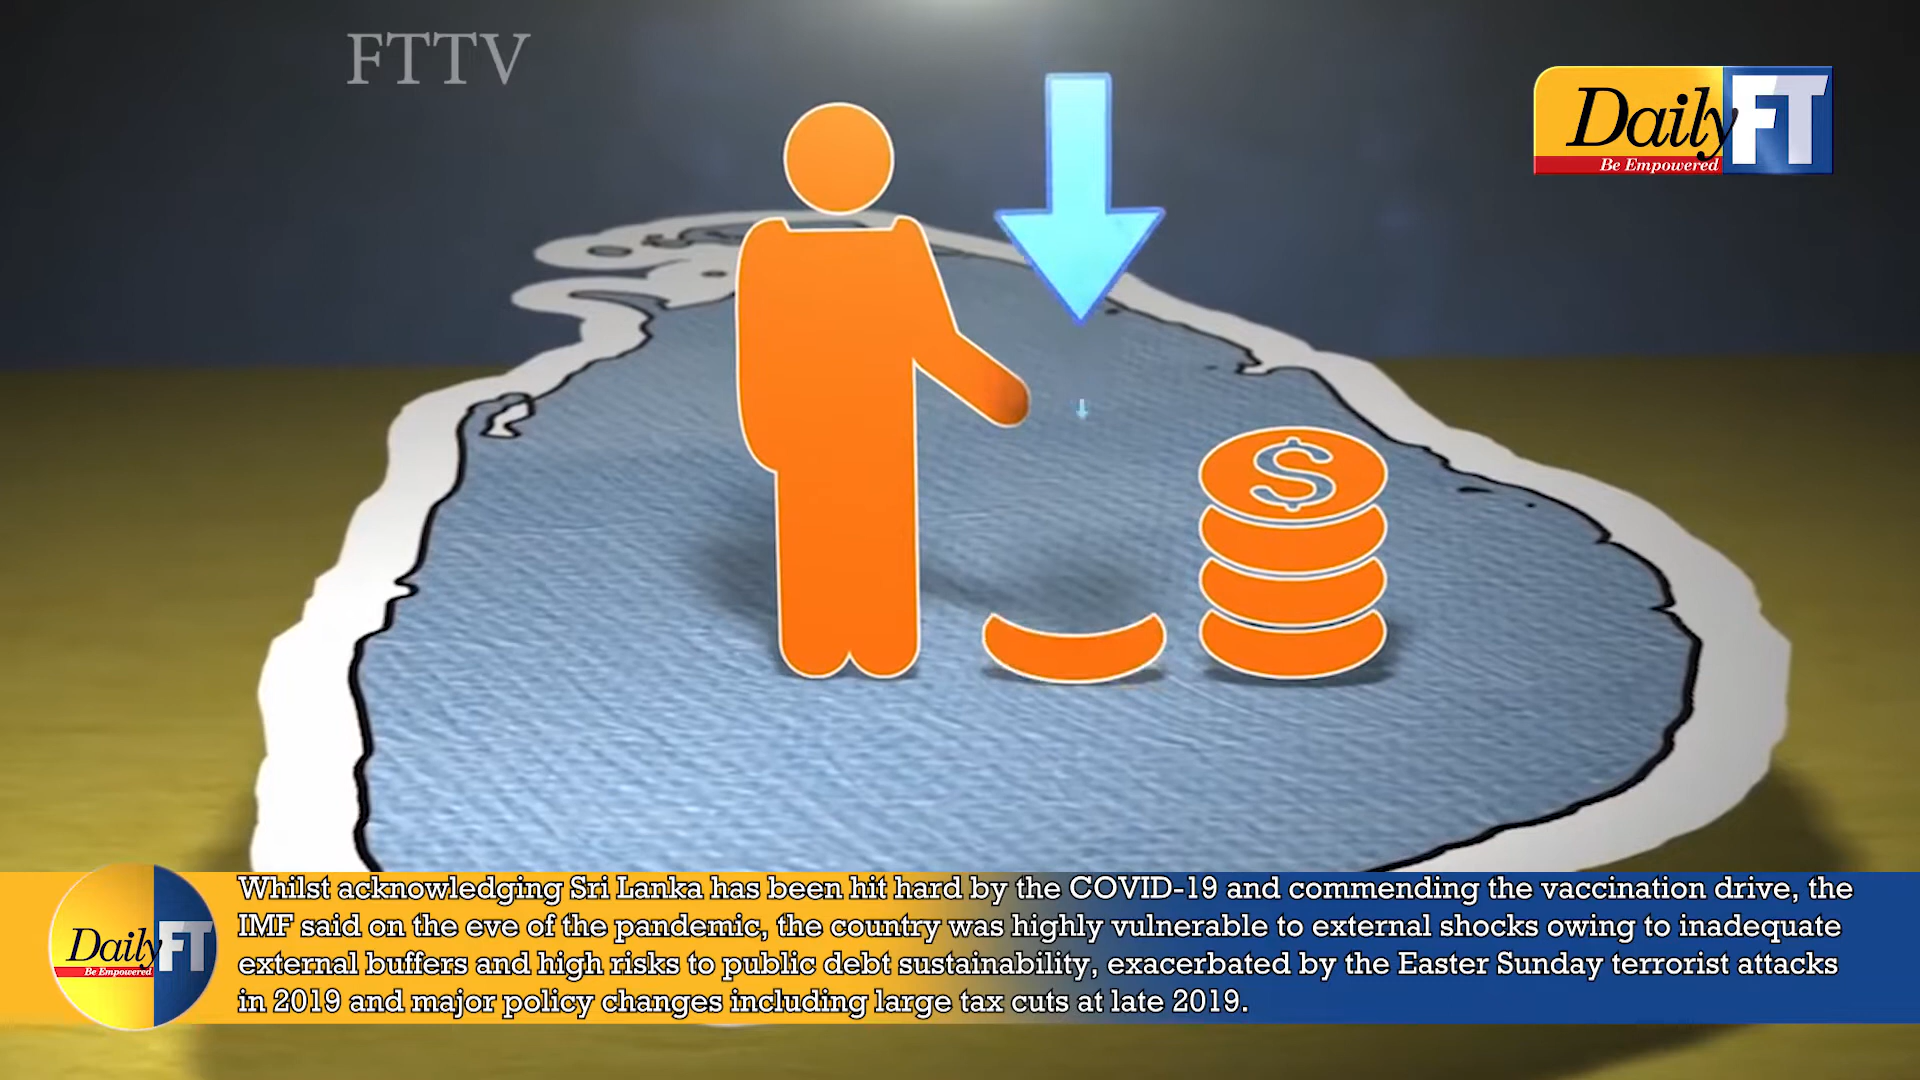 FTTV
Daily FT
Be Empowered
$
Whilst acknowledging Sri Lanka has been hit hard by the COVID-19 and commending the vaccination drive, the
IMF said on the eve of the pandemic, the country was highly vulnerable to external shocks owing to inadequate
external buffers and high risks to public debt sustainability, exacerbated by the Easter Sunday terrorist attacks
in 2019 and major policy changes including large tax cuts at late 2019.
Daily FT
Be Empowered